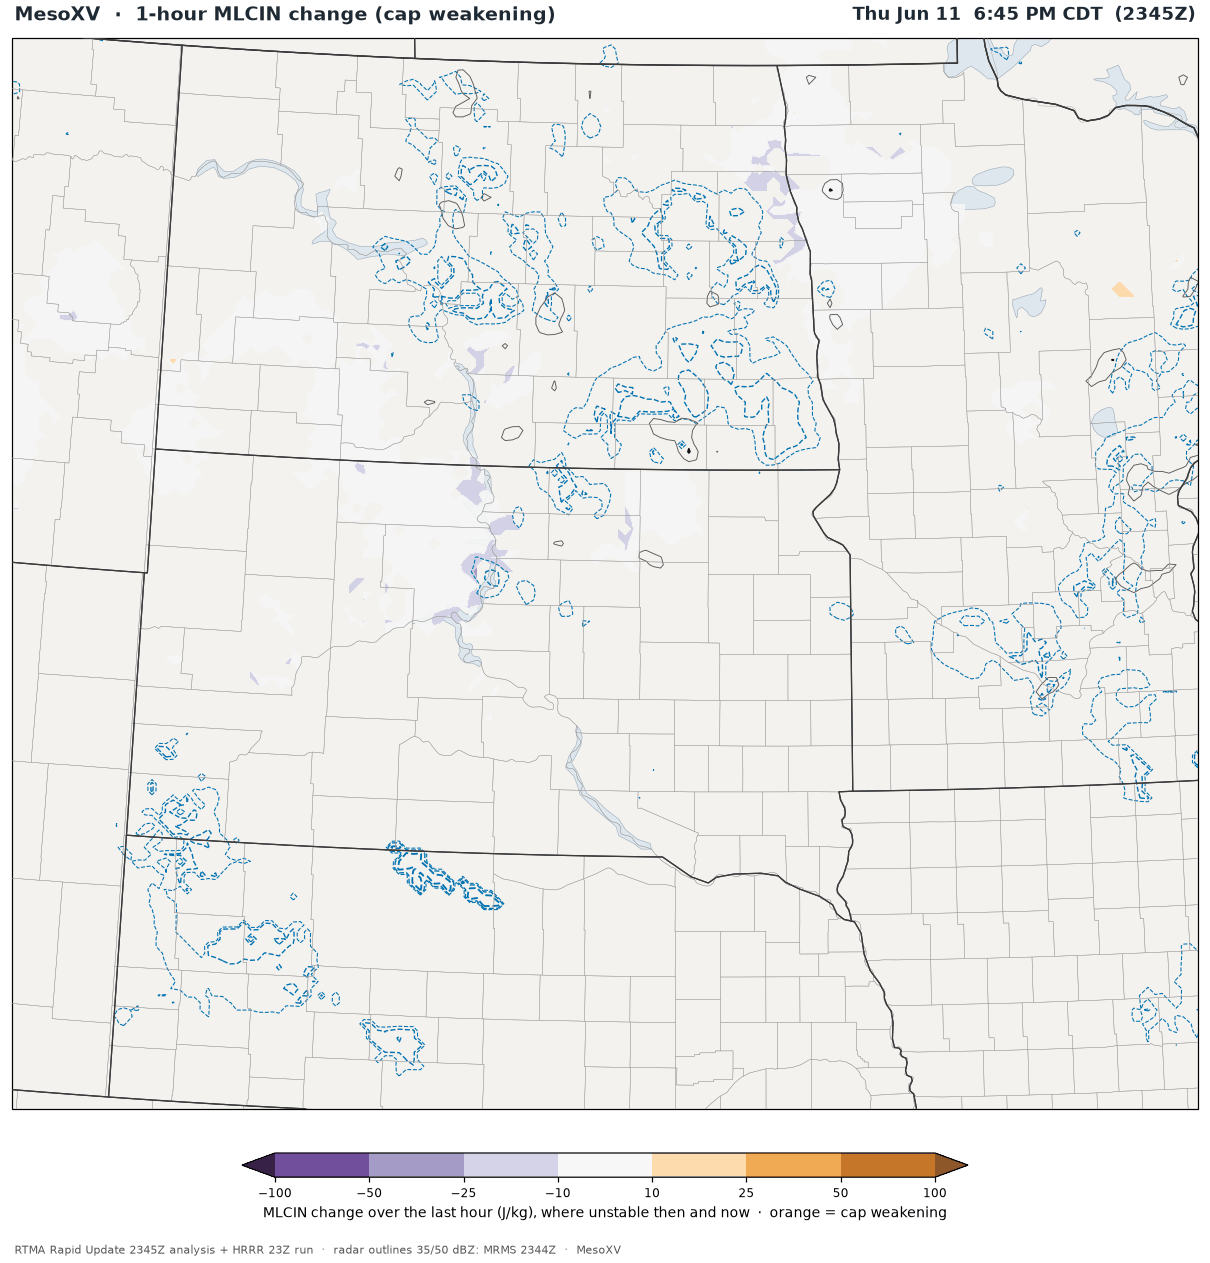 MesoXV · 1-hour MLCIN change (cap weakening)
Thu Jun 11 6:45 PM CDT (2345Z)
−100 −50 −25 −10 10 25 50 100
MLCIN change over the last hour (J/kg), where unstable then and now · orange = cap weakening
RTMA Rapid Update 2345Z analysis + HRRR 23Z run · radar outlines 35/50 dBZ: MRMS 2344Z · MesoXV